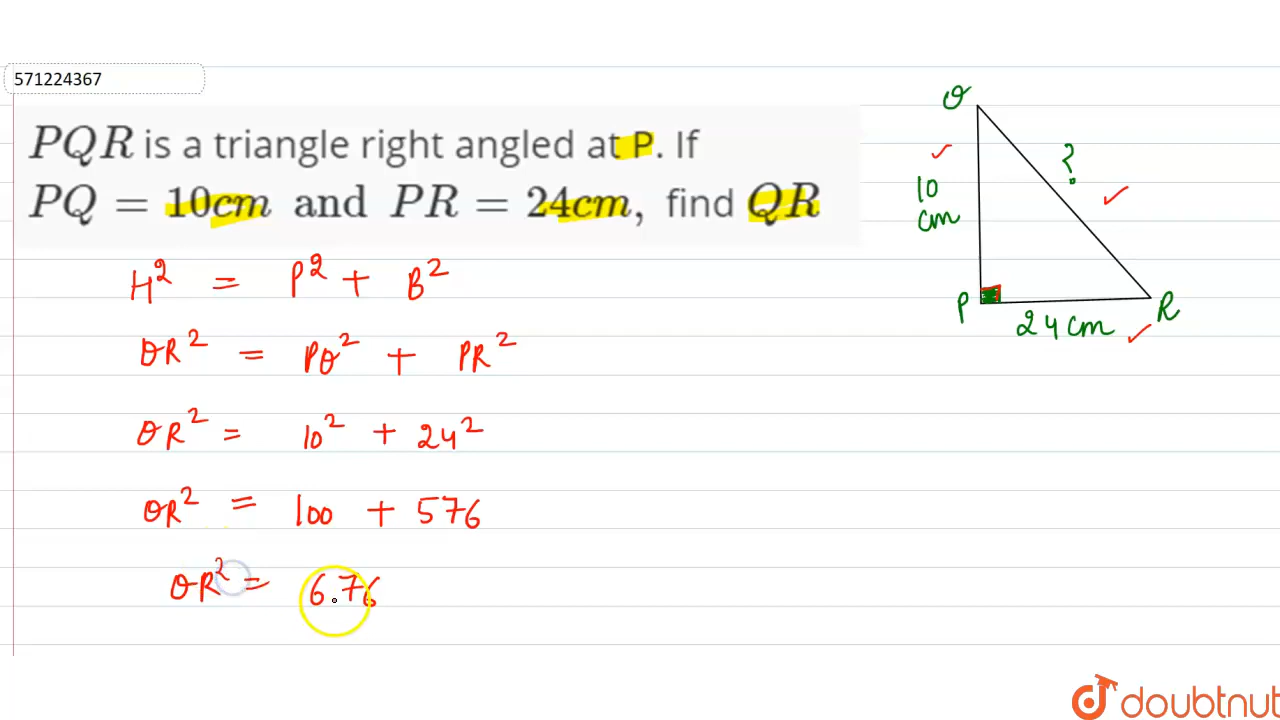 571224367
PQR is a triangle right angled at P. If
PQ = 10cm and PR = 24cm, find QR
H² = P² + B²
QR² = PQ² + PR²
QR² = 10² + 24²
QR² = 100 + 576
QR² = 676
Q
10
cm
?
P
R
24 cm
doubtnut